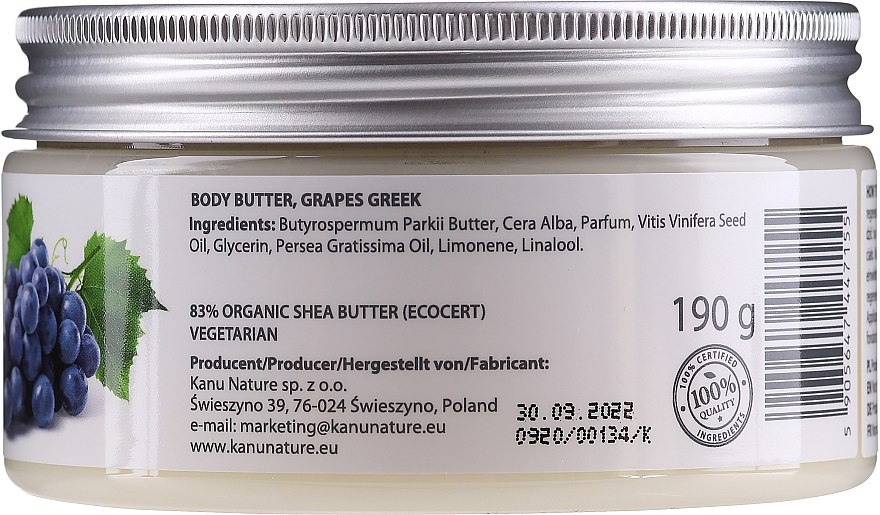 BODY BUTTER, GRAPES GREEK
Ingredients: Butyrospermum Parkii Butter, Cera Alba, Parfum, Vitis Vinifera Seed
Oil, Glycerin, Persea Gratissima Oil, Limonene, Linalool.
83% ORGANIC SHEA BUTTER (ECOCERT)
VEGETARIAN
190 g
Producent/Producer/Hergestellt von/Fabricant:
Kanu Nature sp. z o.o.
Świeszyno 39, 76-024 Świeszyno, Poland
e-mail: marketing@kanunature.eu
www.kanunature.eu
30.09.2022
0920/00134/K
100% CERTIFIED
100%
QUALITY
INGREDIENTS
5 905647 447155